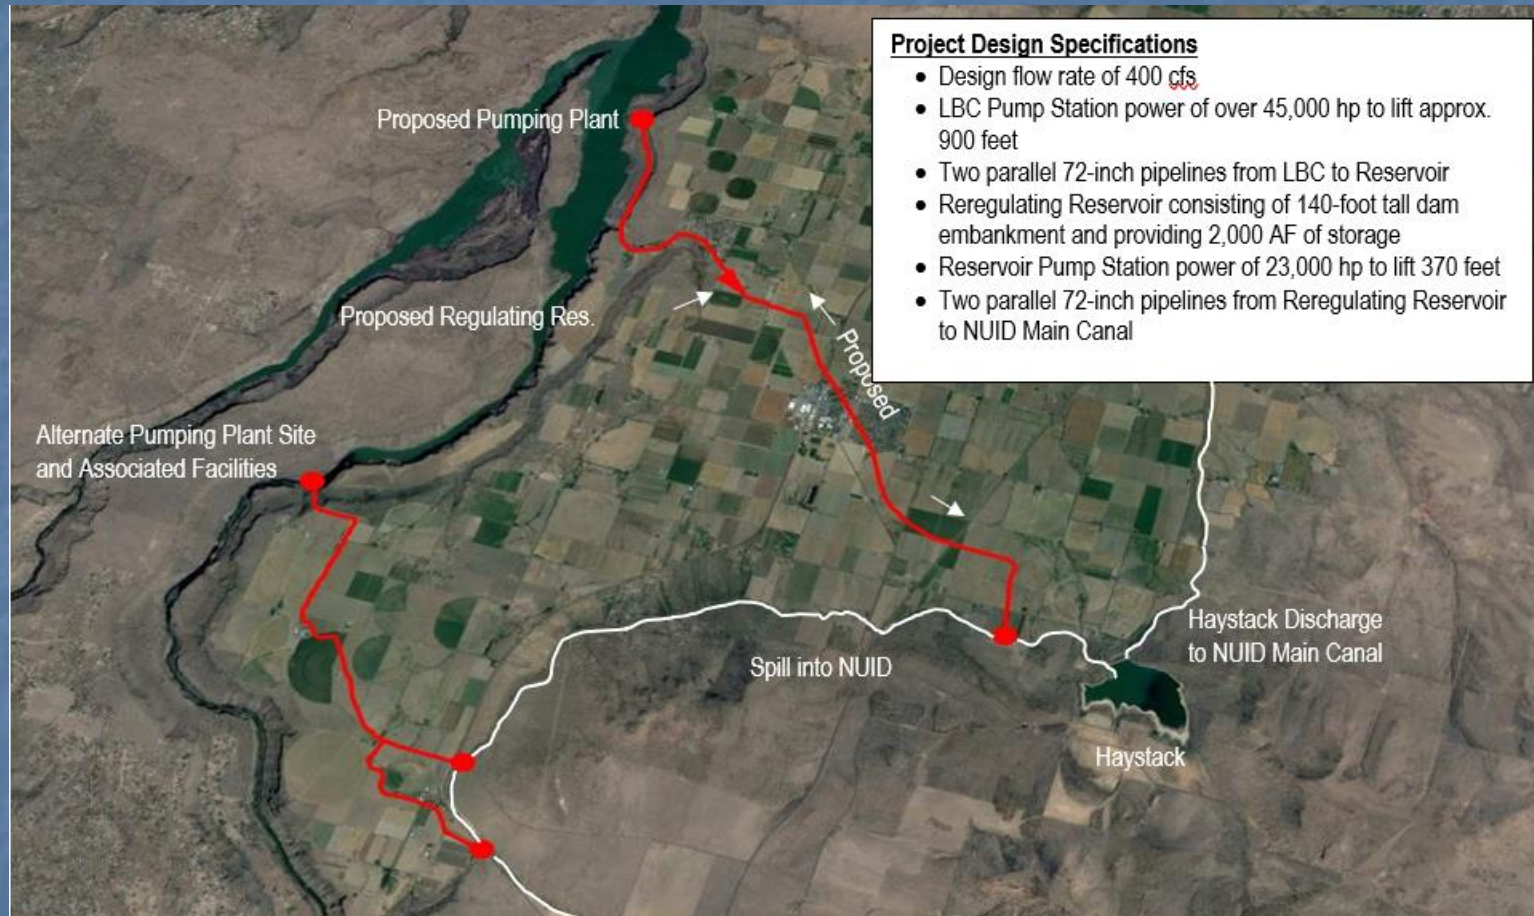 Project Design Specifications
• Design flow rate of 400 cfs
• LBC Pump Station power of over 45,000 hp to lift approx.
900 feet
• Two parallel 72-inch pipelines from LBC to Reservoir
• Reregulating Reservoir consisting of 140-foot tall dam
embankment and providing 2,000 AF of storage
• Reservoir Pump Station power of 23,000 hp to lift 370 feet
• Two parallel 72-inch pipelines from Reregulating Reservoir
to NUID Main Canal
Proposed Pumping Plant
Proposed Regulating Res.
Proposed
Alternate Pumping Plant Site
and Associated Facilities
Spill into NUID
Haystack Discharge
to NUID Main Canal
Haystack